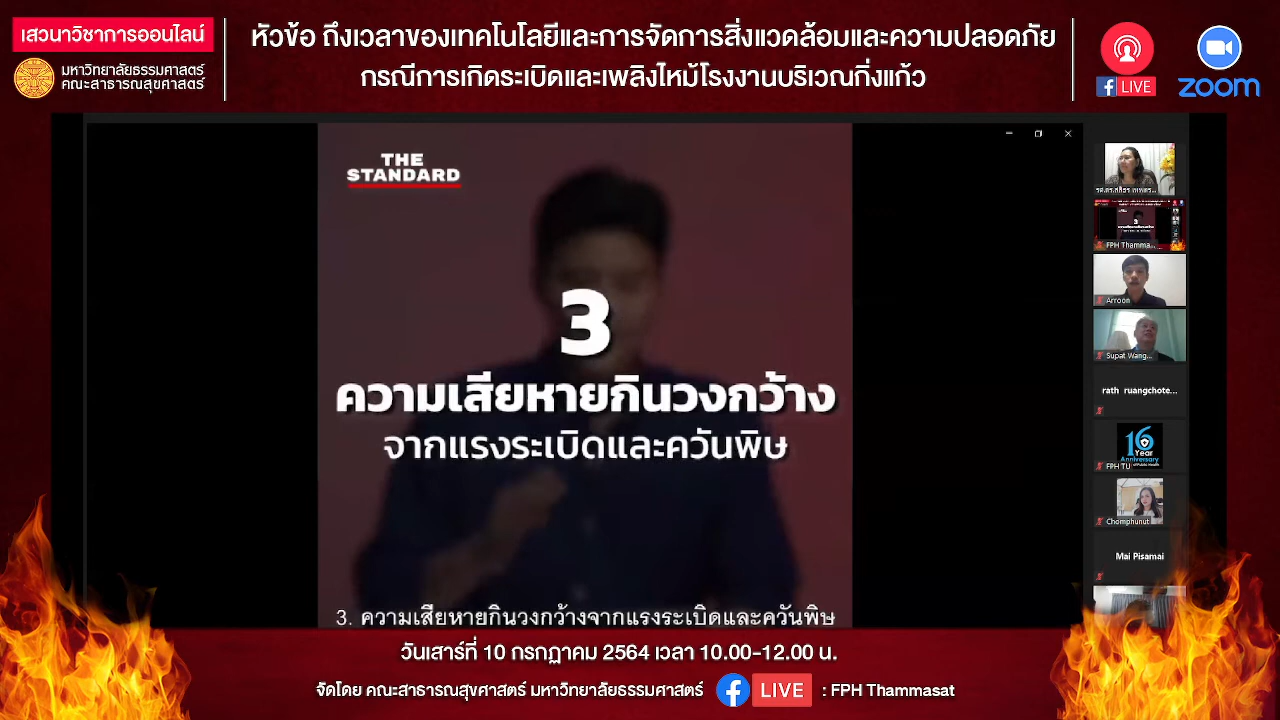 เสวนาวิชาการออนไลน์
มหาวิทยาลัยธรรมศาสตร์
คณะสาธารณสุขศาสตร์
หัวข้อ ถึงเวลาของเทคโนโลยีและการจัดการสิ่งแวดล้อมและความปลอดภัย
กรณีการเกิดระเบิดและเพลิงไหม้โรงงานบริเวณกิ่งแก้ว
LIVE
zoom
THE
STANDARD
3
ความเสียหายกินวงกว้าง
จากแรงระเบิดและควันพิษ
3. ความเสียหายกินวงกว้างจากแรงระเบิดและควันพิษ
FPH Thamma...
Arroon
Supat Wang...
rath ruangchote...
16
Year
Anniversary
of Public Health
FPH TU
Chomphunut
Mai Pisamai
วันเสาร์ที่ 10 กรกฎาคม 2564 เวลา 10.00-12.00 น.
จัดโดย คณะสาธารณสุขศาสตร์ มหาวิทยาลัยธรรมศาสตร์ LIVE : FPH Thammasat